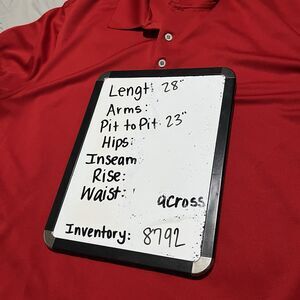 Lengt: 28"
Arms:
Pit to Pit: 23"
Hips:
Inseam
Rise:
Waist: across
Inventory: 8792